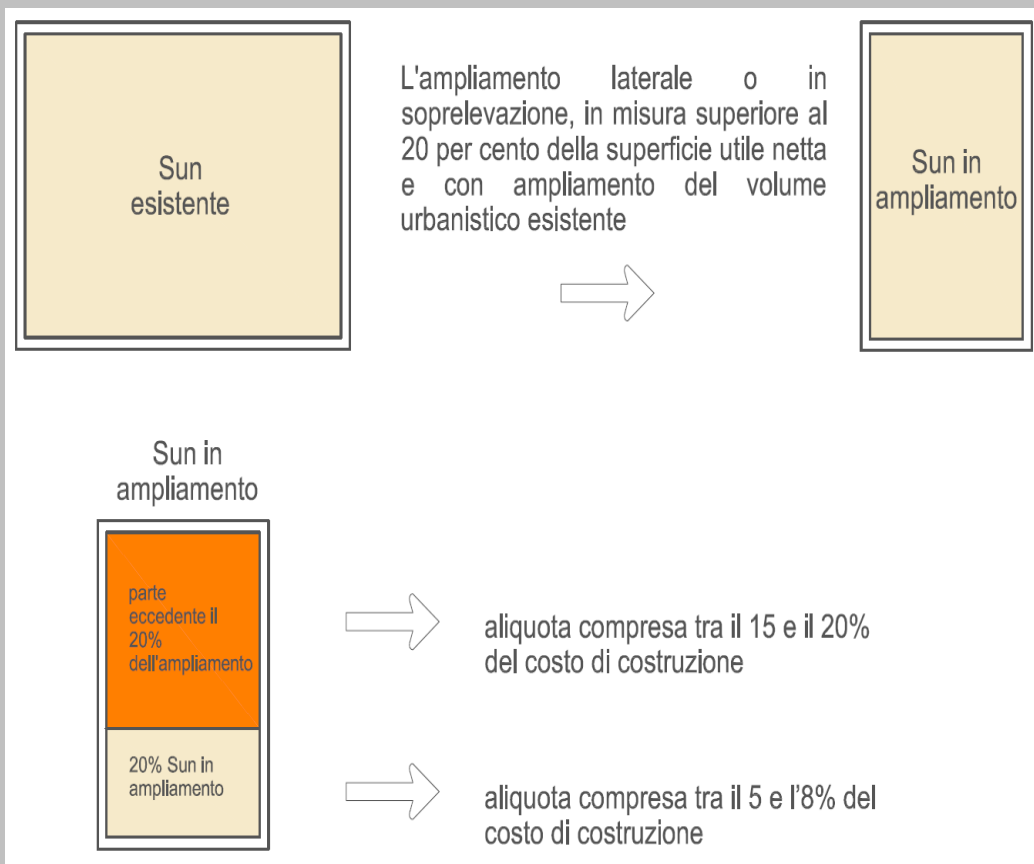 Sun
esistente
L'ampliamento laterale o in
soprelevazione, in misura superiore al
20 per cento della superficie utile netta
e con ampliamento del volume
urbanistico esistente
Sun in
ampliamento
Sun in
ampliamento
parte
eccedente il
20%
dell'ampliamento
aliquota compresa tra il 15 e il 20%
del costo di costruzione
20% Sun in
ampliamento
aliquota compresa tra il 5 e l'8% del
costo di costruzione